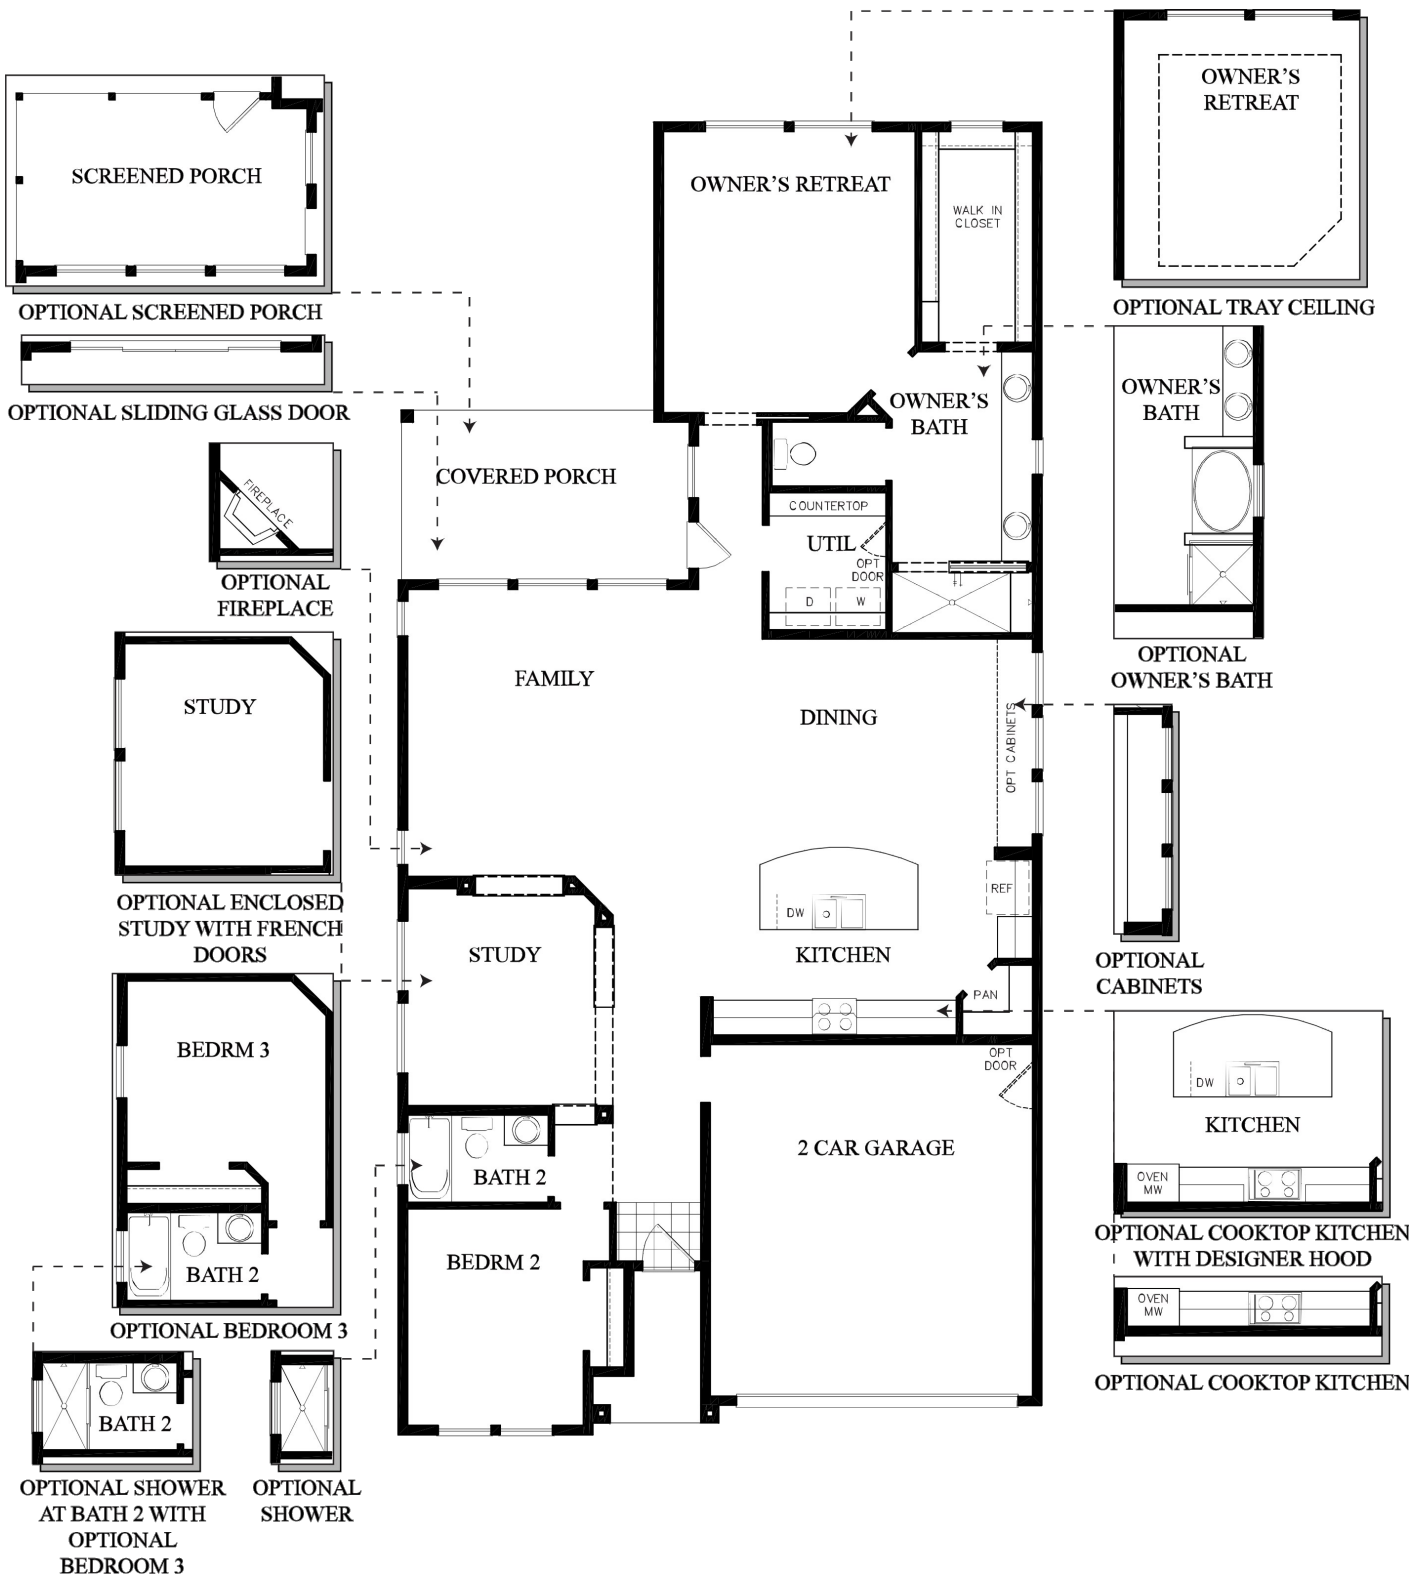 OWNER'S
RETREAT
OPTIONAL TRAY CEILING
SCREENED PORCH
OPTIONAL SCREENED PORCH
OPTIONAL SLIDING GLASS DOOR
OWNER'S RETREAT
WALK IN
CLOSET
OWNER'S
BATH
OWNER'S
BATH
OPTIONAL
OWNER'S BATH
COVERED PORCH
COUNTERTOP
UTIL
OPT
DOOR
D
W
FIREPLACE
OPTIONAL
FIREPLACE
FAMILY
DINING
OPT CABINETS
STUDY
OPTIONAL ENCLOSED
STUDY WITH FRENCH
DOORS
OPTIONAL
CABINETS
REF
DW
KITCHEN
PAN
STUDY
OPT
DOOR
BEDRM 3
BATH 2
OPTIONAL BEDROOM 3
2 CAR GARAGE
BATH 2
BEDRM 2
DW
KITCHEN
OVEN
MW
OPTIONAL COOKTOP KITCHEN
WITH DESIGNER HOOD
OVEN
MW
OPTIONAL COOKTOP KITCHEN
BATH 2
OPTIONAL SHOWER
AT BATH 2 WITH
OPTIONAL
BEDROOM 3
OPTIONAL
SHOWER